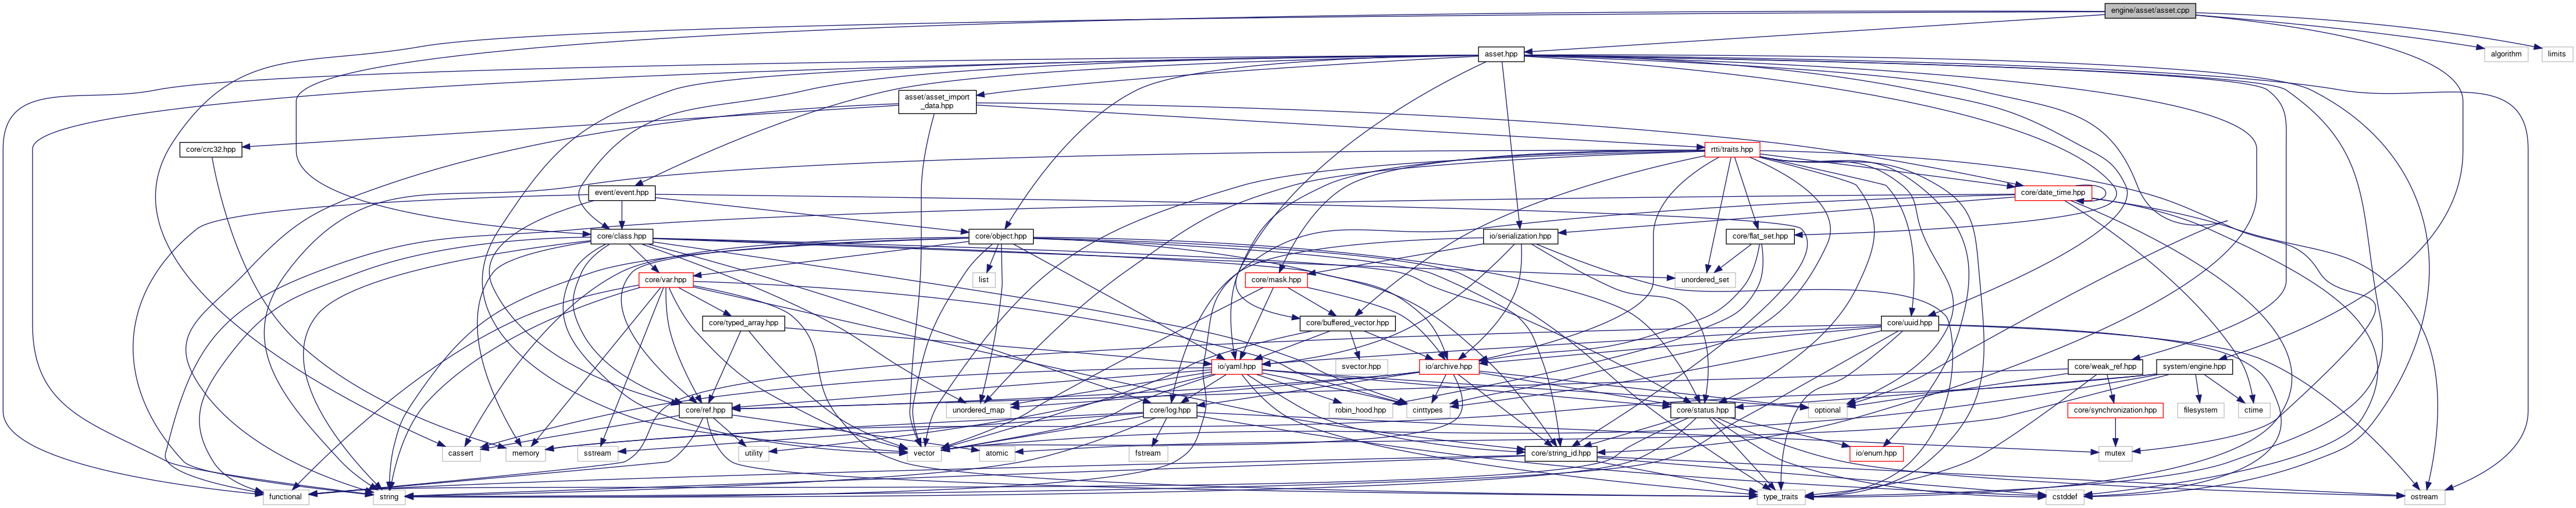 engine/asset/asset.cpp
asset.hpp
algorithm
limits
asset/asset_import
_data.hpp
core/crc32.hpp
rtti/traits.hpp
event/event.hpp
core/date_time.hpp
core/class.hpp
core/object.hpp
io/serialization.hpp
core/flat_set.hpp
core/var.hpp
list
core/mask.hpp
unordered_set
core/typed_array.hpp
core/buffered_vector.hpp
core/uuid.hpp
io/yaml.hpp
svector.hpp
io/archive.hpp
core/weak_ref.hpp
system/engine.hpp
core/ref.hpp
unordered_map
core/log.hpp
robin_hood.hpp
cinttypes
core/status.hpp
optional
core/synchronization.hpp
filesystem
ctime
cassert
memory
sstream
utility
vector
atomic
fstream
core/string_id.hpp
io/enum.hpp
mutex
functional
string
type_traits
cstddef
ostream